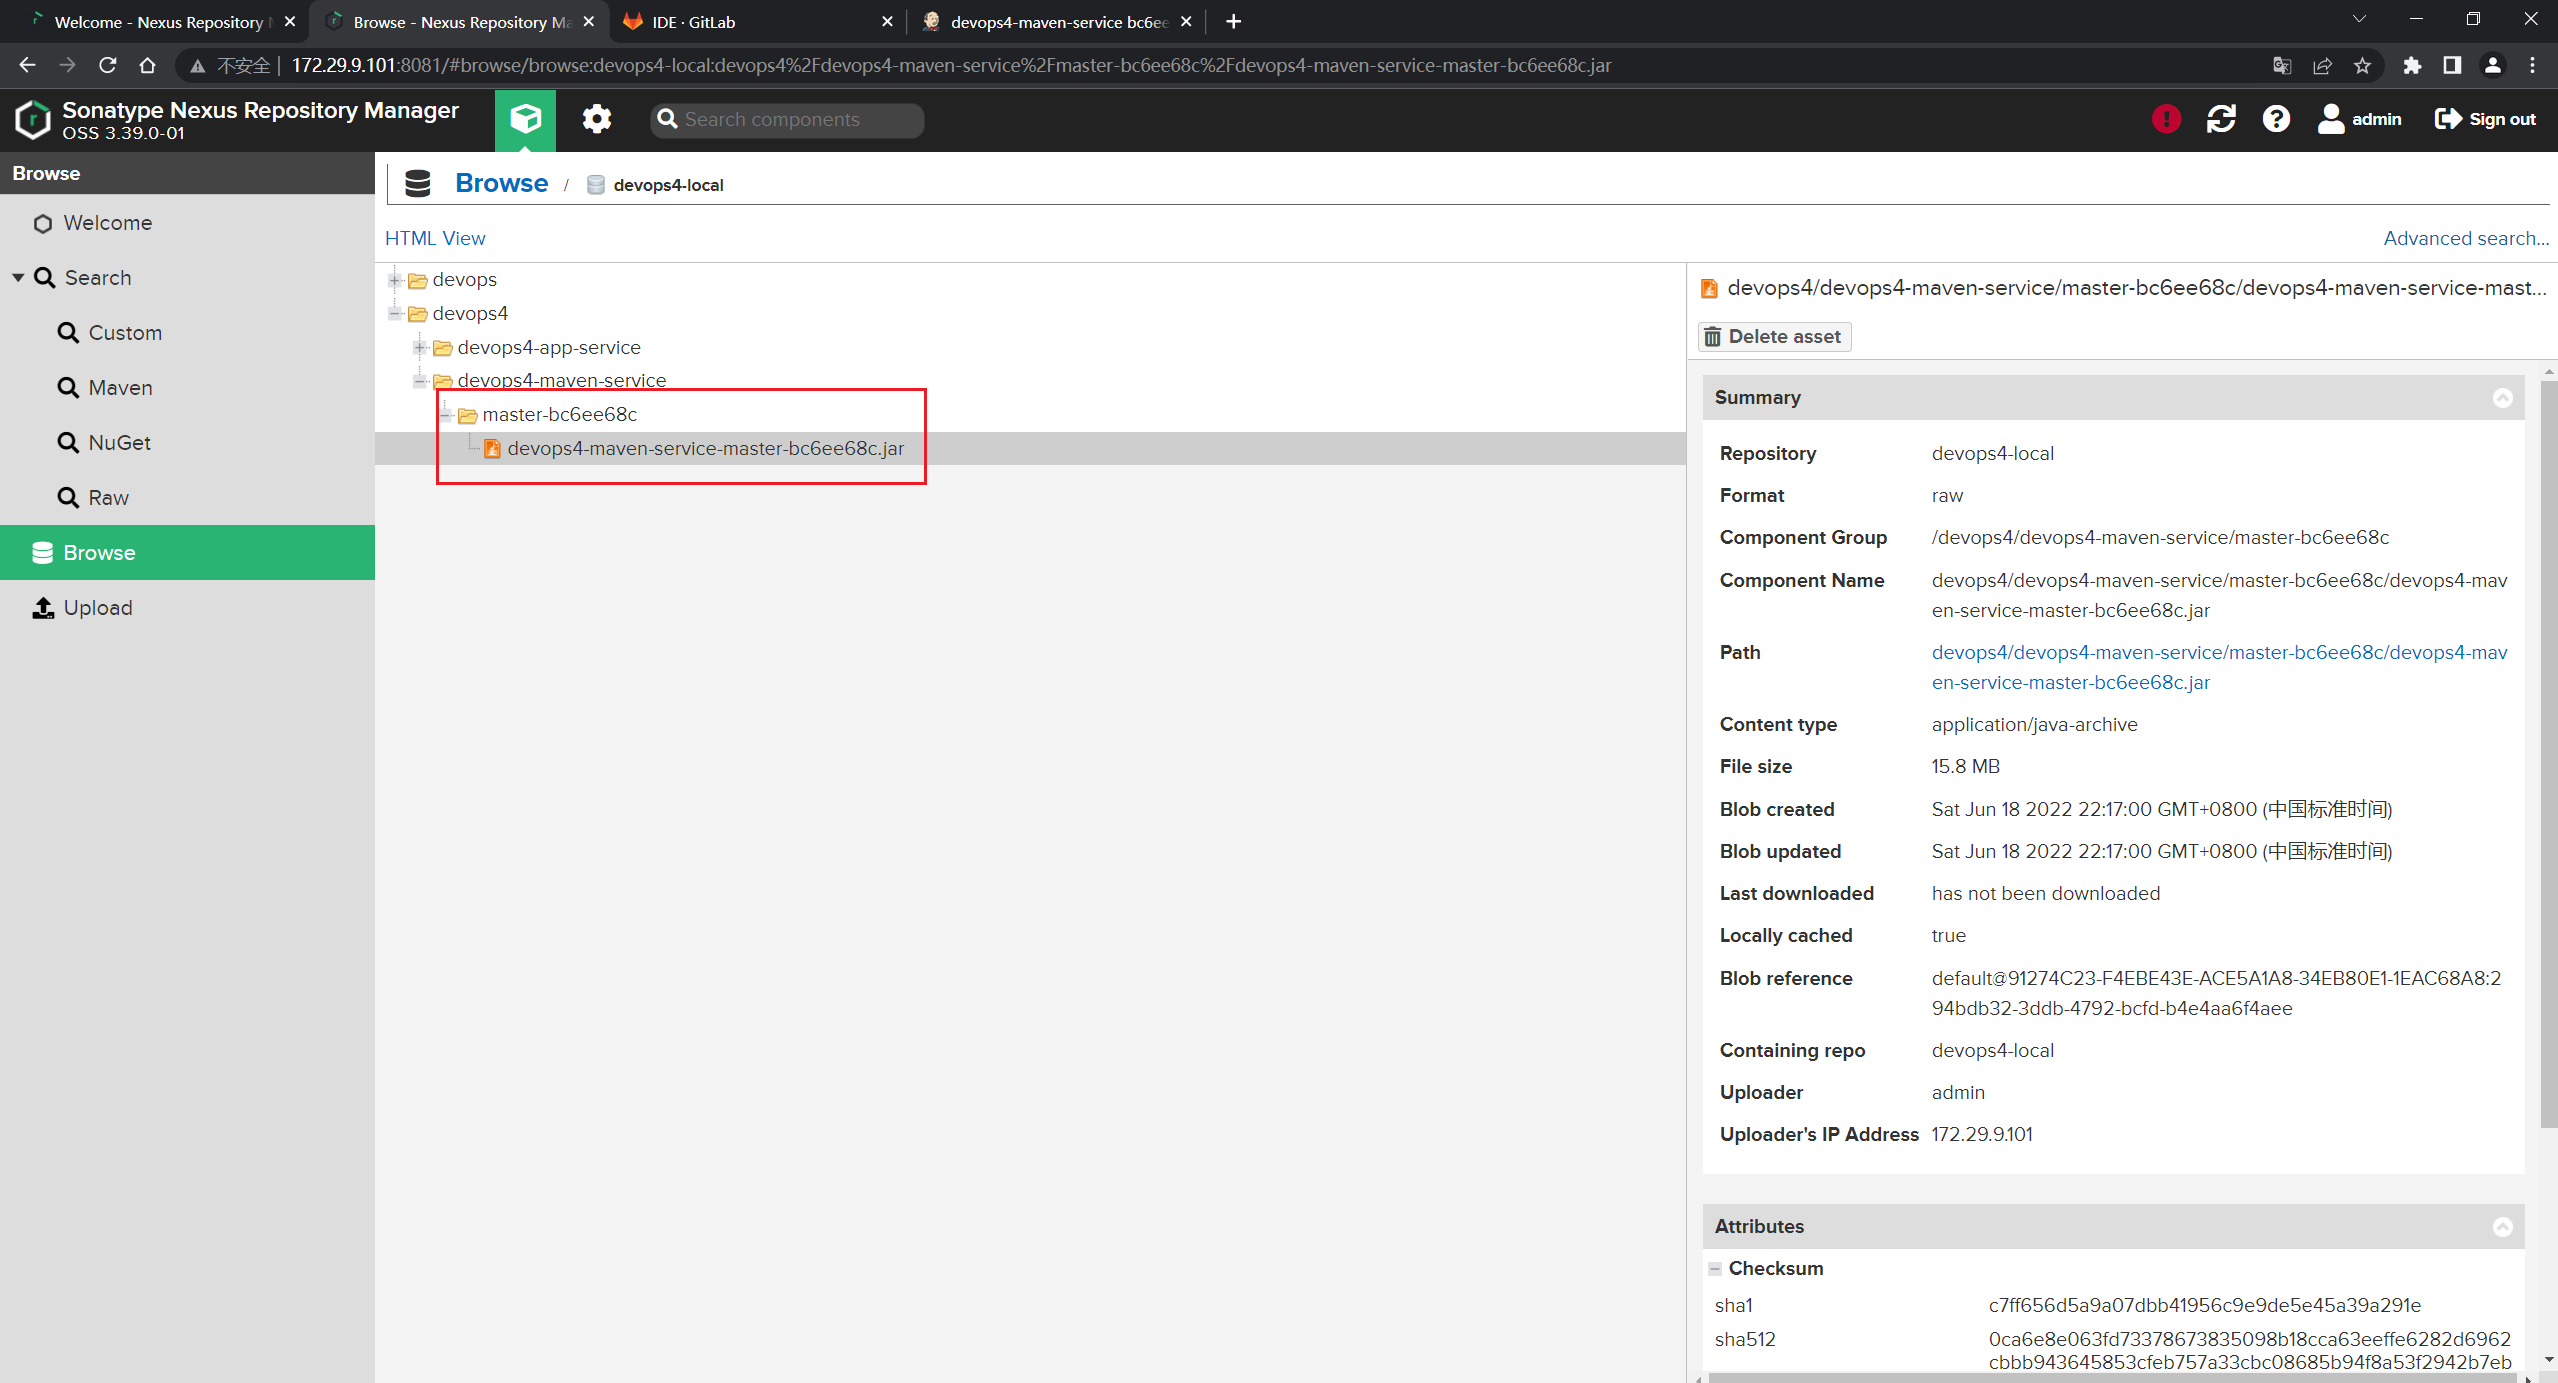 Welcome - Nexus Repository
Browse - Nexus Repository Ma
IDE · GitLab
devops4-maven-service bc6ee
不安全
172.29.9.101:8081/#browse/browse:devops4-local:devops4%2Fdevops4-maven-service%2Fmaster-bc6ee68c%2Fdevops4-maven-service-master-bc6ee68c.jar
Sonatype Nexus Repository Manager
OSS 3.39.0-01
Search components
admin
Sign out
Browse
Welcome
Search
Custom
Maven
NuGet
Raw
Browse
Upload
Browse / devops4-local
HTML View
Advanced search...
devops
devops4
devops4-app-service
devops4-maven-service
master-bc6ee68c
devops4-maven-service-master-bc6ee68c.jar
devops4/devops4-maven-service/master-bc6ee68c/devops4-maven-service-mast...
Delete asset
Summary
Repository devops4-local
Format raw
Component Group /devops4/devops4-maven-service/master-bc6ee68c
Component Name devops4/devops4-maven-service/master-bc6ee68c/devops4-mav
en-service-master-bc6ee68c.jar
Path devops4/devops4-maven-service/master-bc6ee68c/devops4-mav
en-service-master-bc6ee68c.jar
Content type application/java-archive
File size 15.8 MB
Blob created Sat Jun 18 2022 22:17:00 GMT+0800 (中国标准时间)
Blob updated Sat Jun 18 2022 22:17:00 GMT+0800 (中国标准时间)
Last downloaded has not been downloaded
Locally cached true
Blob reference default@91274C23-F4EBE43E-ACE5A1A8-34EB80E1-1EAC68A8:2
94bdb32-3ddb-4792-bcfd-b4e4aa6f4aee
Containing repo devops4-local
Uploader admin
Uploader's IP Address 172.29.9.101
Attributes
Checksum
sha1 c7ff656d5a9a07dbb41956c9e9de5e45a39a291e
sha512 0ca6e8e063fd73378673835098b18cca63eeffe6282d6962
cbbb943645853cfeb757a33cbc08685b94f8a53f2942b7eb